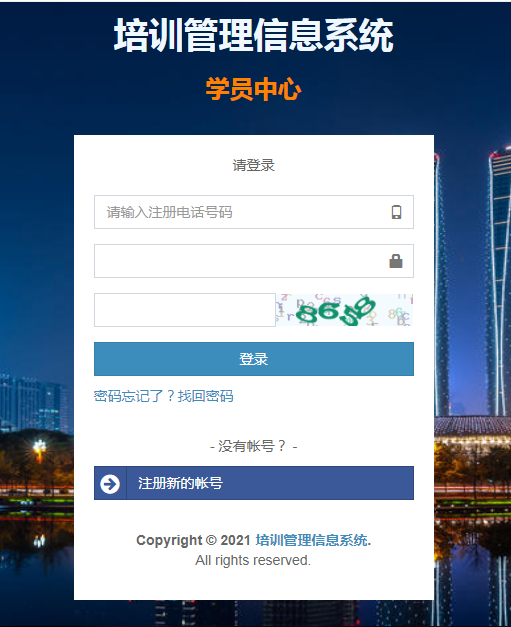 培训管理信息系统
学员中心
请登录
请输入注册电话号码
8650
登录
密码忘记了？找回密码
- 没有帐号？ -
注册新的帐号
Copyright © 2021 培训管理信息系统.
All rights reserved.